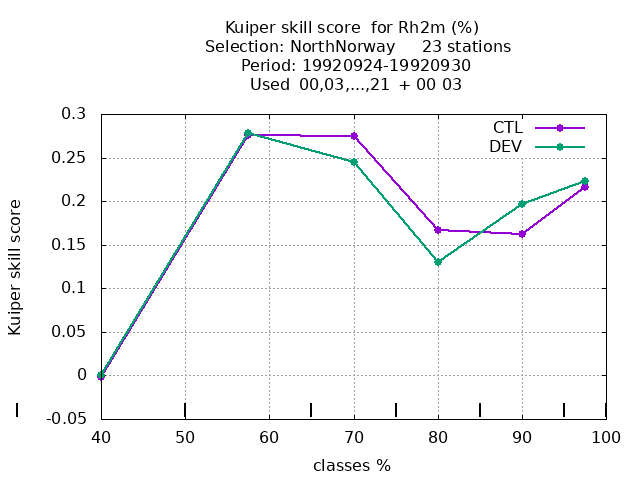 Kuiper skill score  for Rh2m (%)
Selection: NorthNorway     23 stations
Period: 19920924-19920930
Used  00,03,...,21  + 00 03
CTL
DEV
0.3
0.25
0.2
0.15
0.1
0.05
0
-0.05
Kuiper skill score
40 50 60 70 80 90 100
classes %